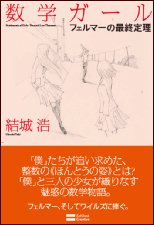 数学ガール
フェルマーの最終定理
結城 浩
「僕」たちが追い求めた、
整数の《ほんとうの姿》とは?
「僕」と三人の少女が織りなす
魅惑の数学物語。
フェルマー、そしてワイルズに捧ぐ。